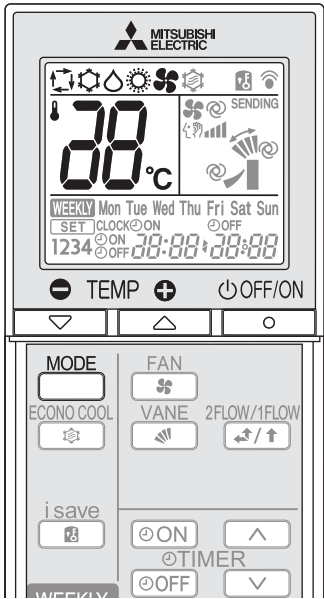 MITSUBISHI
ELECTRIC
SENDING
88 °C
WEEKLY Mon Tue Wed Thu Fri Sat Sun
SET CLOCK ON OFF
1234 ON OFF 88:88 88:88
TEMP OFF/ON
MODE FAN
ECONO COOL VANE 2FLOW/1FLOW
i save
ON
TIMER
OFF
WEEKLY